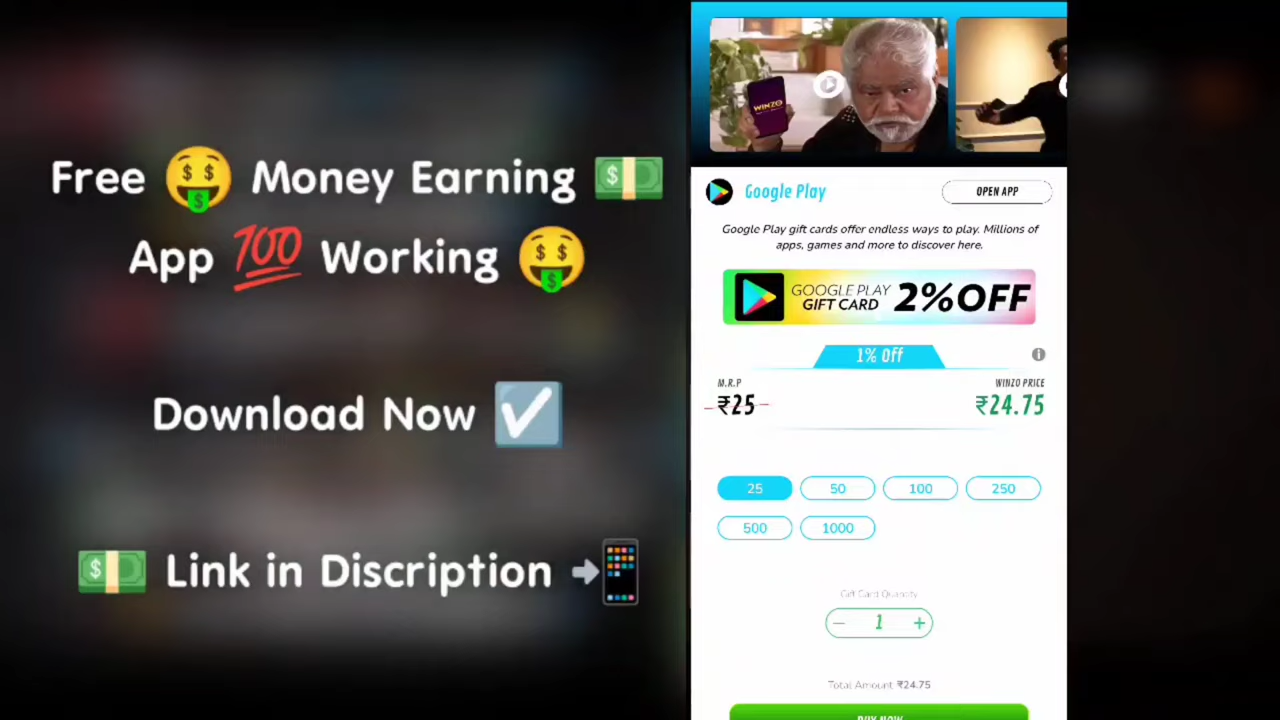 Free 🤑 Money Earning 💵
App 💯 Working 🤑
Download Now ☑️
💵 Link in Discription ➡📱
WINZO
Google Play
OPEN APP
Google Play gift cards offer endless ways to play. Millions of
apps, games and more to discover here.
GOOGLE PLAY
GIFT CARD
2% OFF
1% Off
M.R.P
WINZO PRICE
₹25
₹24.75
25 50 100 250
500 1000
Gift Card Quantity
− 1 +
Total Amount ₹24.75
BUY NOW